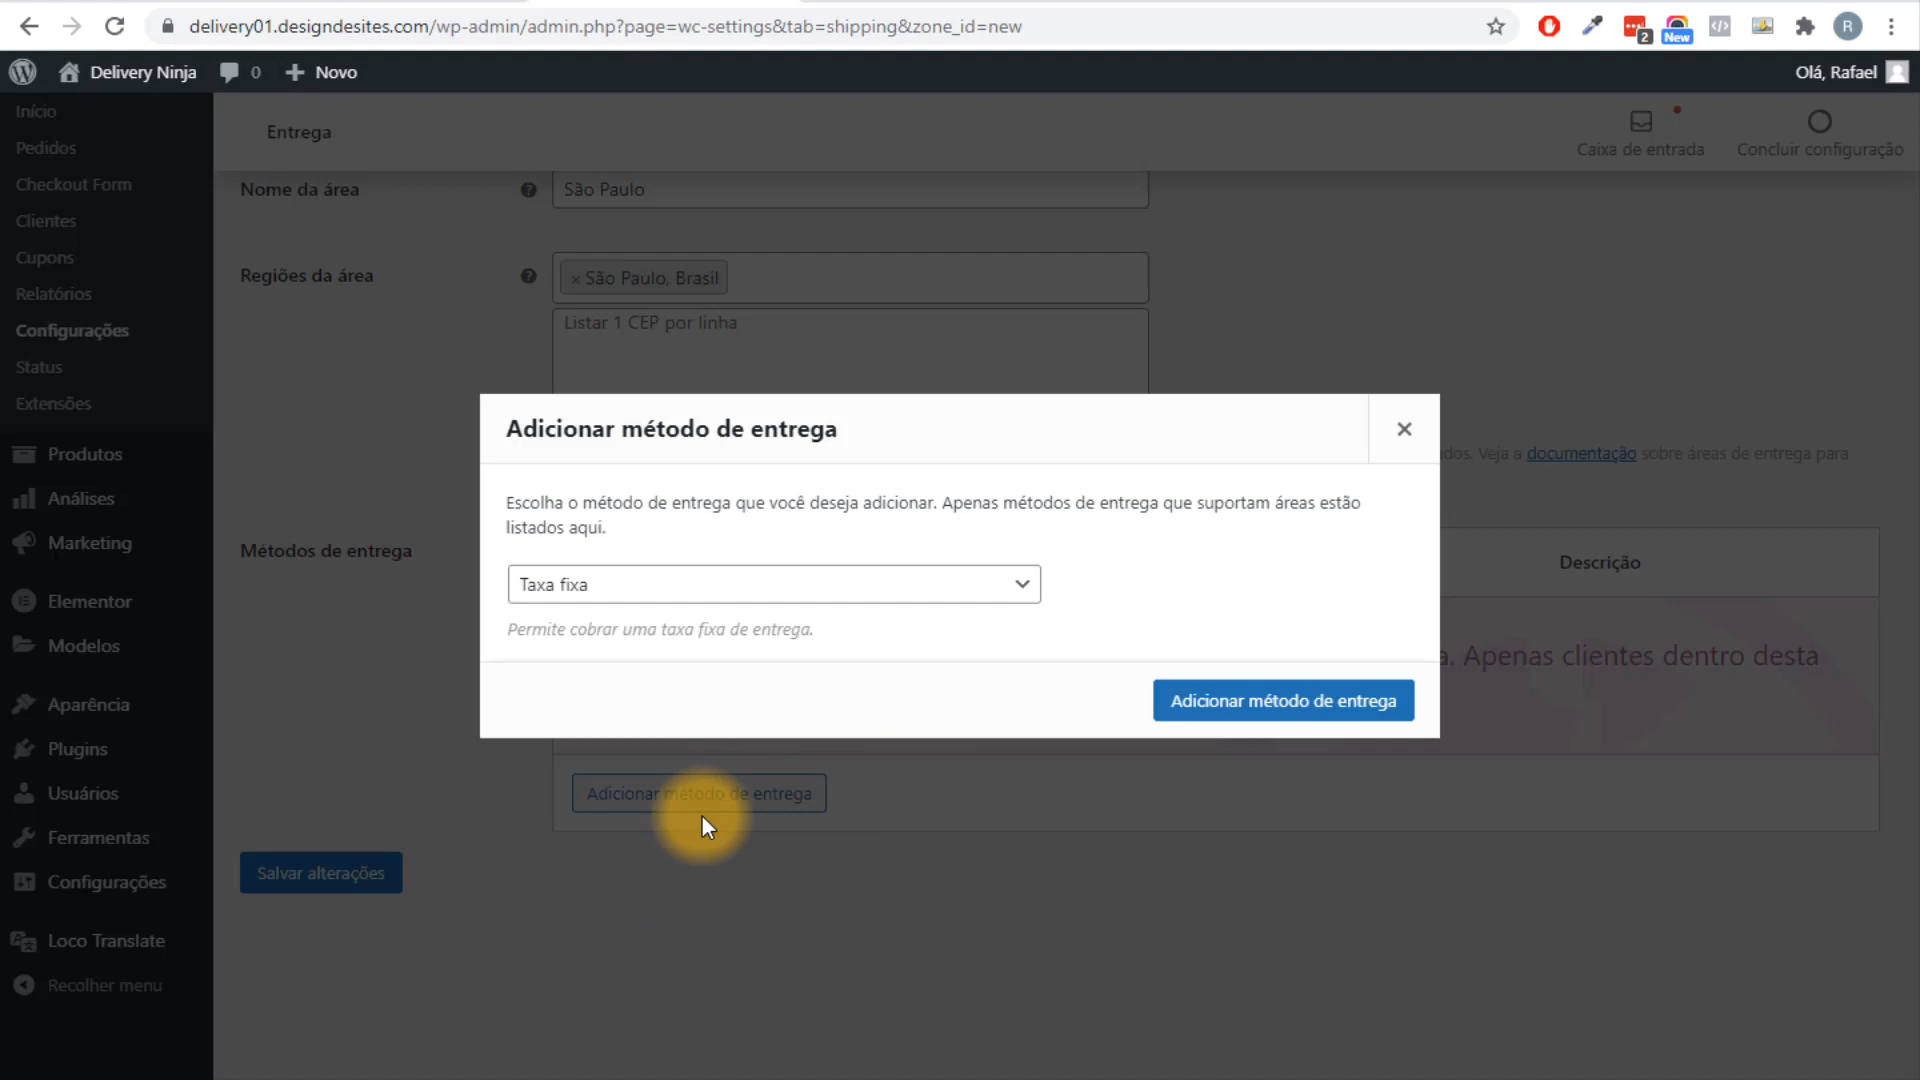 delivery01.designdesites.com/wp-admin/admin.php?page=wc-settings&tab=shipping&zone_id=new
2
New
R
Delivery Ninja
0
Novo
Olá, Rafael
Início
Pedidos
Checkout Form
Clientes
Cupons
Relatórios
Configurações
Status
Extensões
Produtos
Análises
Marketing
Elementor
Modelos
Aparência
Plugins
Usuários
Ferramentas
Configurações
Loco Translate
Recolher menu
Entrega
Caixa de entrada
Concluir configuração
Nome da área
São Paulo
Regiões da área
× São Paulo, Brasil
Listar 1 CEP por linha
dos. Veja a documentação sobre áreas de entrega para
Métodos de entrega
Descrição
a. Apenas clientes dentro desta
Adicionar método de entrega
Escolha o método de entrega que você deseja adicionar. Apenas métodos de entrega que suportam áreas estão
listados aqui.
Taxa fixa
Permite cobrar uma taxa fixa de entrega.
Adicionar método de entrega
Adicionar método de entrega
Salvar alterações